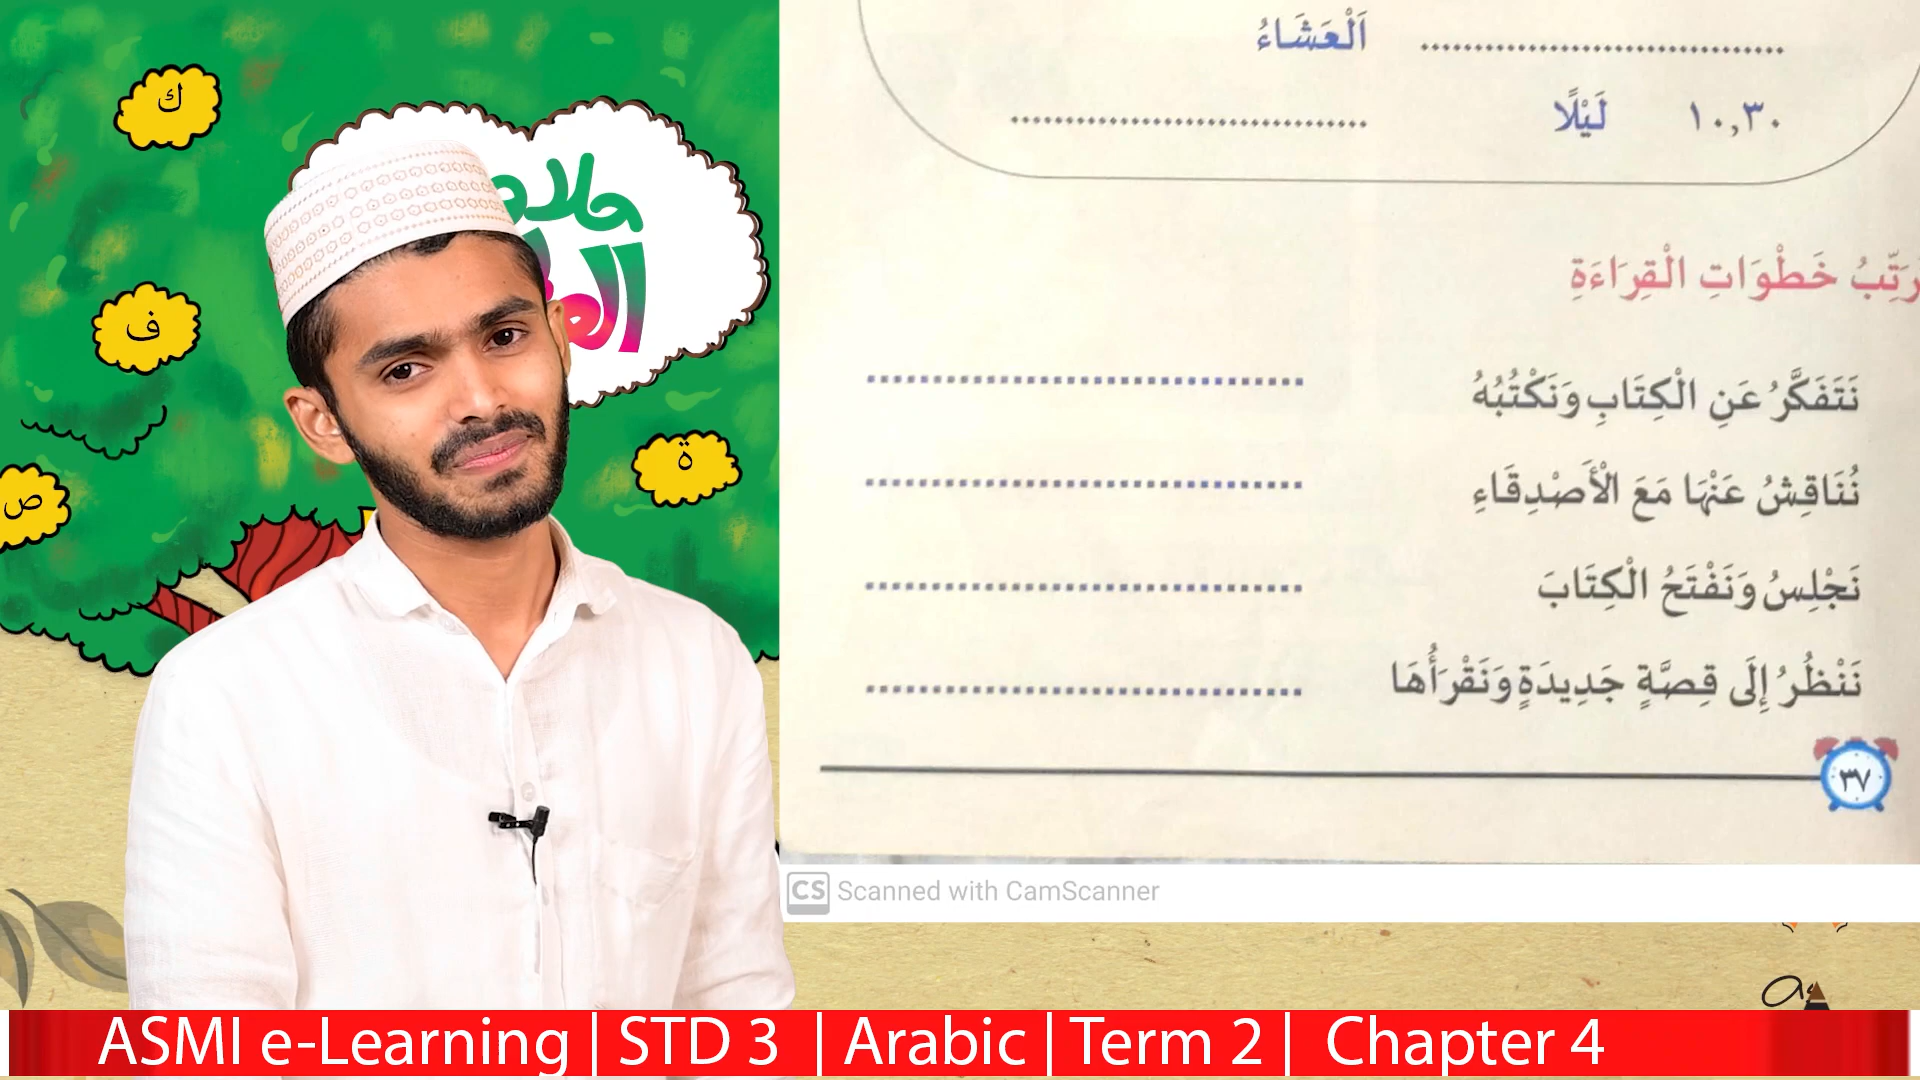 ك
ف
ص
ة
اَلْعَشَاءُ
١٠,٣٠ لَيْلًا
نُرَتِّبُ خَطْوَاتِ الْقِرَاءَةِ
نَتَفَكَّرُ عَنِ الْكِتَابِ وَنَكْتُبُهُ
نُنَاقِشُ عَنْهَا مَعَ الْأَصْدِقَاءِ
نَجْلِسُ وَنَفْتَحُ الْكِتَابَ
نَنْظُرُ إِلَى قِصَّةٍ جَدِيدَةٍ وَنَقْرَأُهَا
٣٧
CS Scanned with CamScanner
ASMI e-Learning | STD 3 | Arabic | Term 2 | Chapter 4